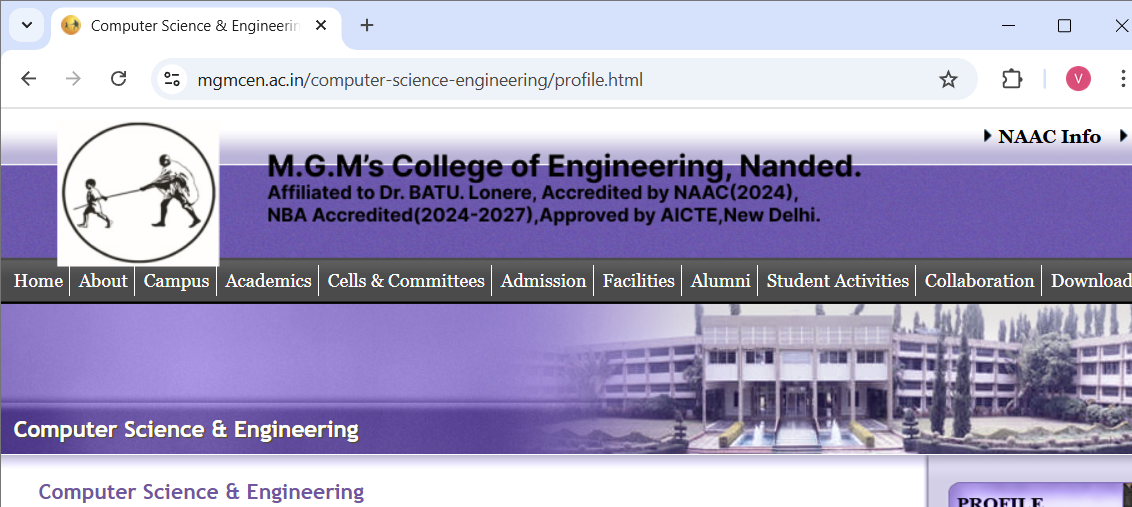 Computer Science & Engineerin
mgmcen.ac.in/computer-science-engineering/profile.html
V
NAAC Info
M.G.M's College of Engineering, Nanded.
Affiliated to Dr. BATU. Lonere, Accredited by NAAC(2024),
NBA Accredited(2024-2027),Approved by AICTE,New Delhi.
Home About Campus Academics Cells & Committees Admission Facilities Alumni Student Activities Collaboration Download
Computer Science & Engineering
Computer Science & Engineering
PROFILE